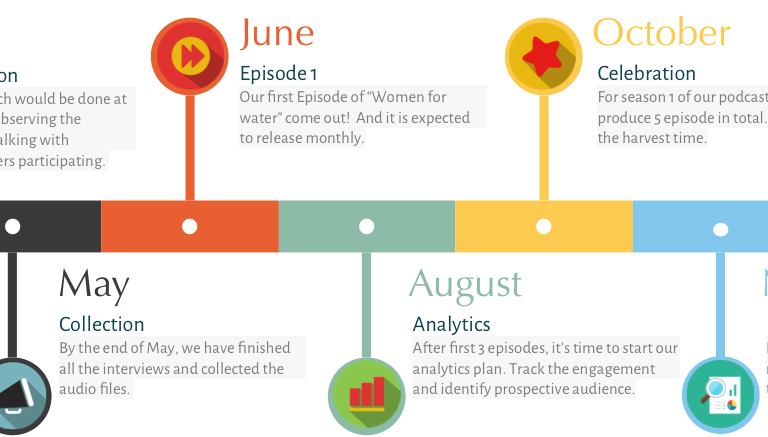 June
Episode 1
Our first Episode of “Women for
water” come out!  And it is expected
to release monthly.
October
Celebration
For season 1 of our podcast
produce 5 episode in total.
the harvest time.
would be done at
the
with
participating.
May
Collection
By the end of May, we have finished
all the interviews and collected the
audio files.
August
Analytics
After first 3 episodes, it's time to start our
analytics plan. Track the engagement
and identify prospective audience.